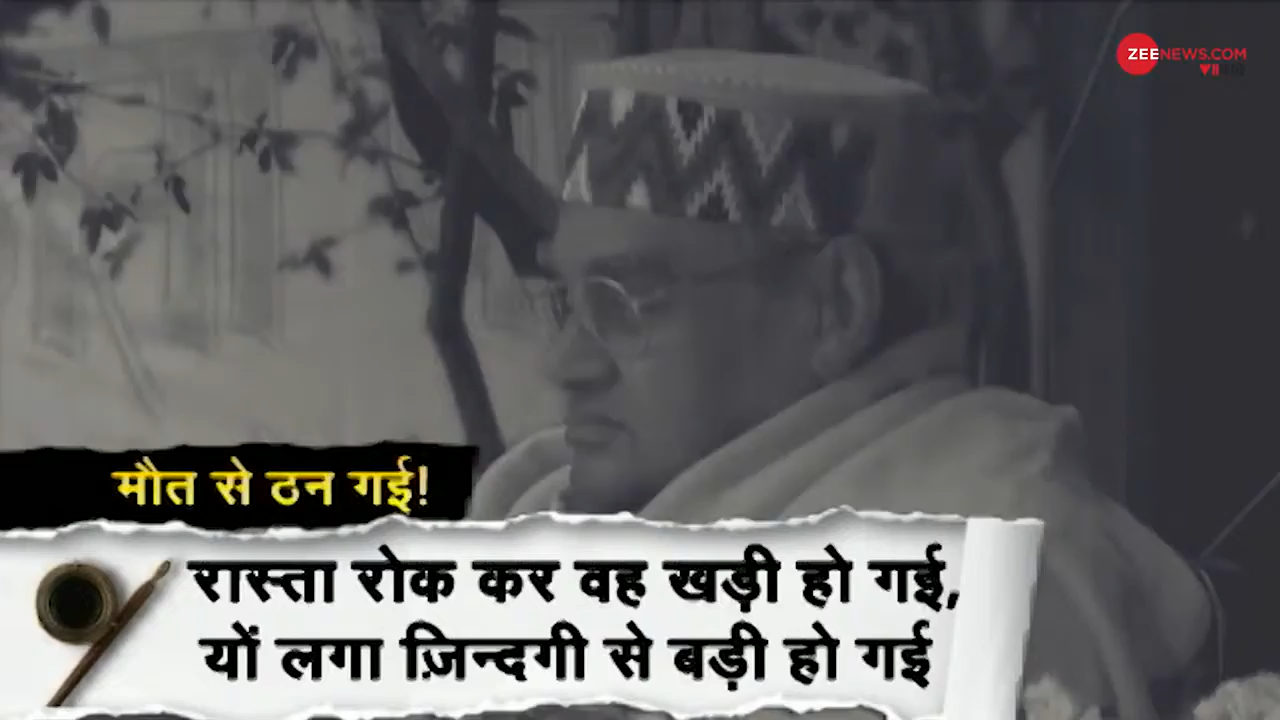 ZEENEWS.COM
मौत से ठन गई!
रास्ता रोक कर वह खड़ी हो गई,
यों लगा ज़िन्दगी से बड़ी हो गई